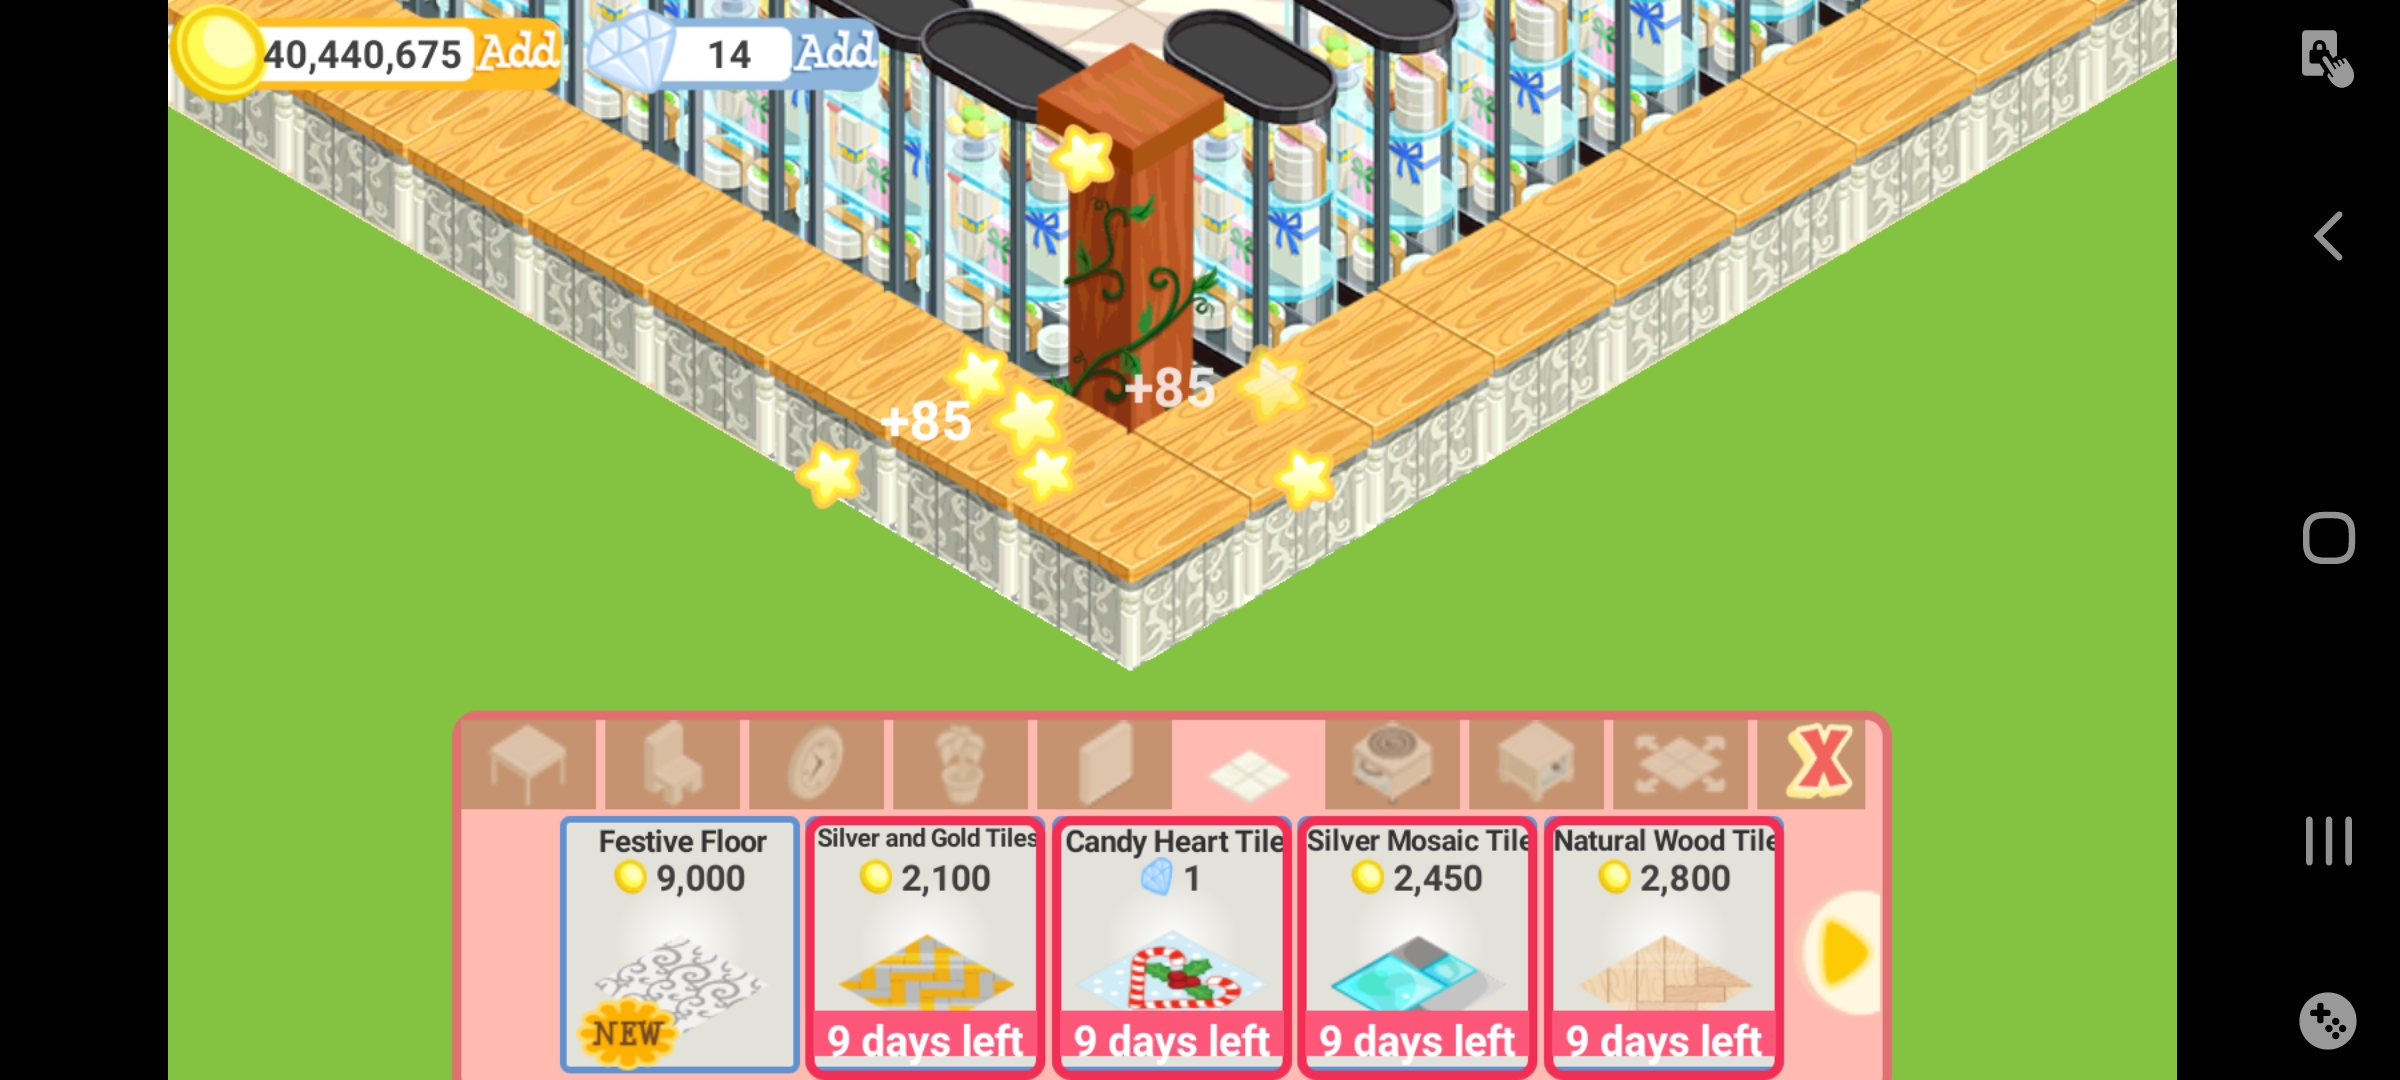 40,440,675 Add
14 Add
+85
+85
Festive Floor
9,000
NEW
Silver and Gold Tiles
2,100
9 days left
Candy Heart Tile
1
9 days left
Silver Mosaic Tile
2,450
9 days left
Natural Wood Tile
2,800
9 days left
X